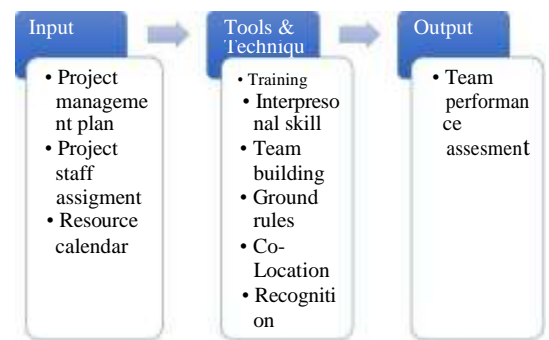 Input
• Project
manageme
nt plan
• Project
staff
assigment
• Resource
calendar
Tools &
Techniqu
• Training
• Interpreso
nal skill
• Team
building
• Ground
rules
• Co-
Location
• Recogniti
on
Output
• Team
performan
ce
assesment